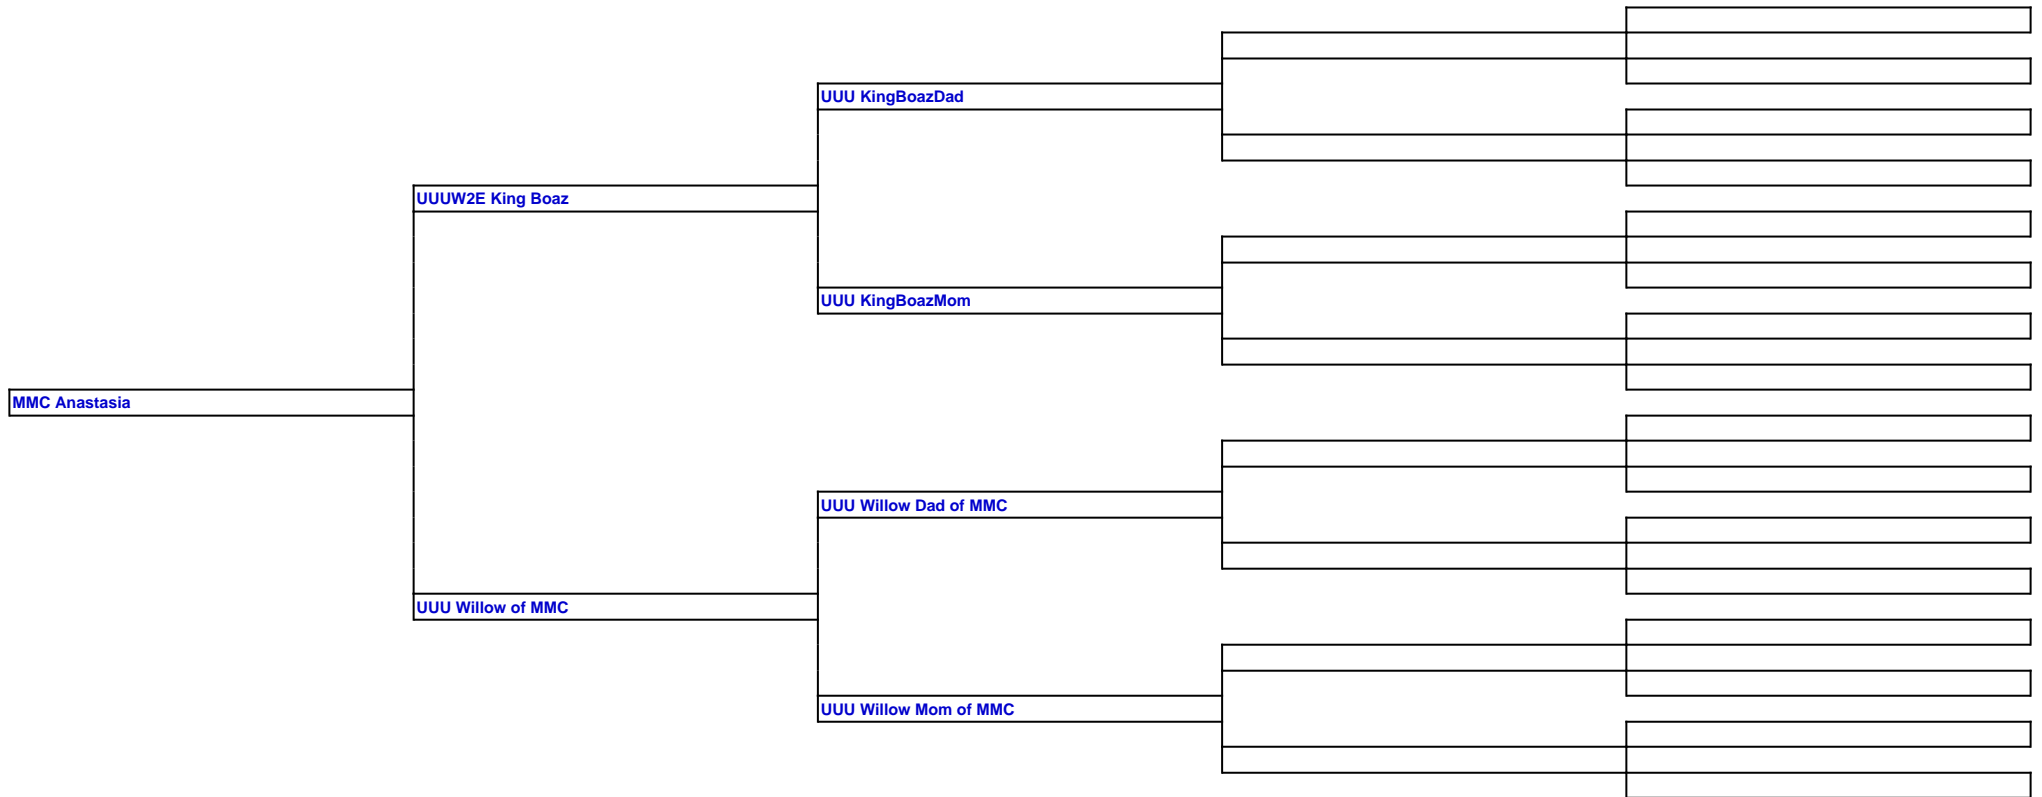 UUU KingBoazDad
UUUW2E King Boaz
UUU KingBoazMom
MMC Anastasia
UUU Willow Dad of MMC
UUU Willow of MMC
UUU Willow Mom of MMC